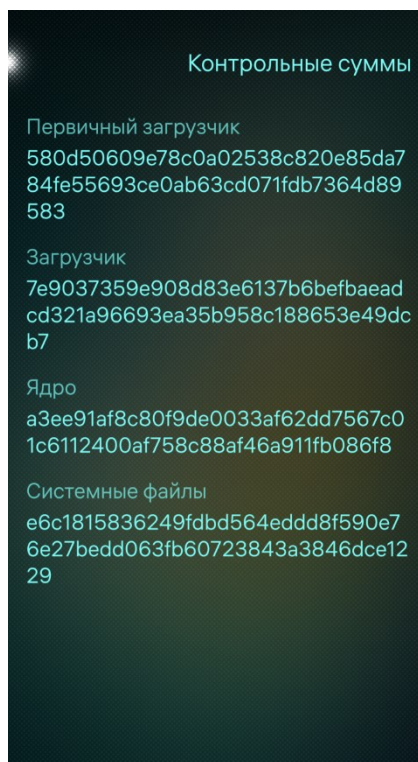 Контрольные суммы
Первичный загрузчик
580d50609e78c0a02538c820e85da7
84fe55693ce0ab63cd071fdb7364d89
583
Загрузчик
7e9037359e908d83e6137b6befbaead
cd321a96693ea35b958c188653e49dc
b7
Ядро
a3ee91af8c80f9de0033af62dd7567c0
1c6112400af758c88af46a911fb086f8
Системные файлы
e6c1815836249fdbd564eddd8f590e7
6e27bedd063fb60723843a3846dce12
29